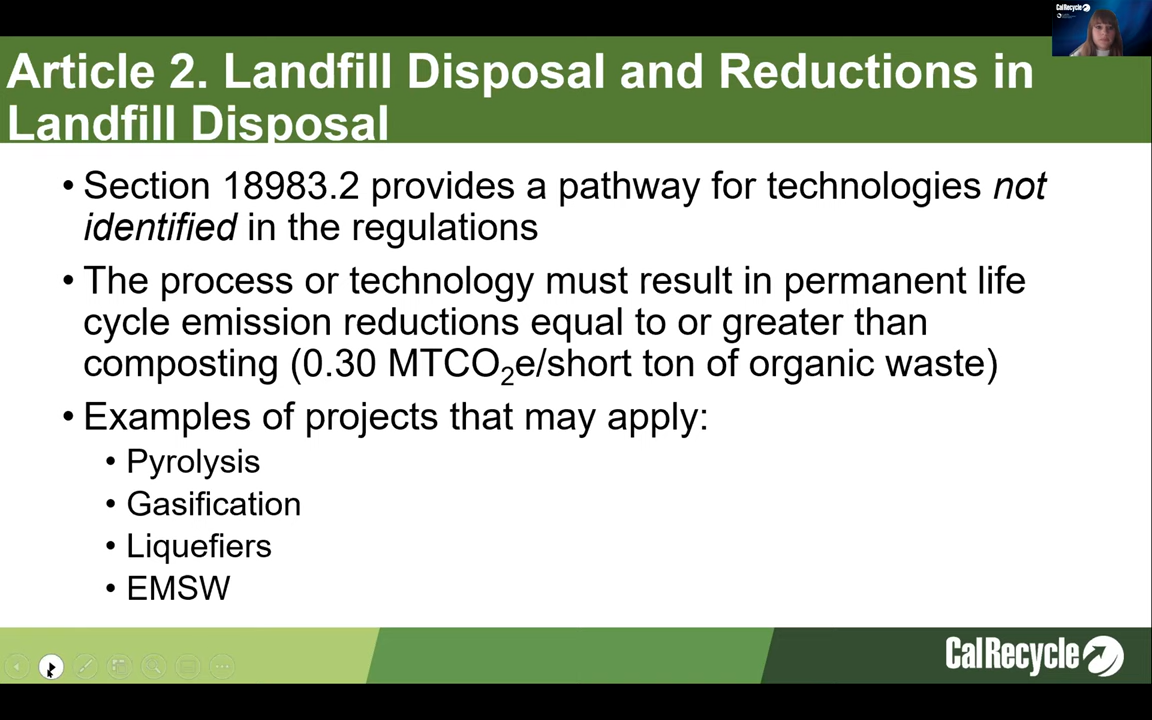 CalRecycle
Article 2. Landfill Disposal and Reductions in
Landfill Disposal
• Section 18983.2 provides a pathway for technologies not
identified in the regulations
• The process or technology must result in permanent life
cycle emission reductions equal to or greater than
composting (0.30 MTCO₂e/short ton of organic waste)
• Examples of projects that may apply:
• Pyrolysis
• Gasification
• Liquefiers
• EMSW
CalRecycle